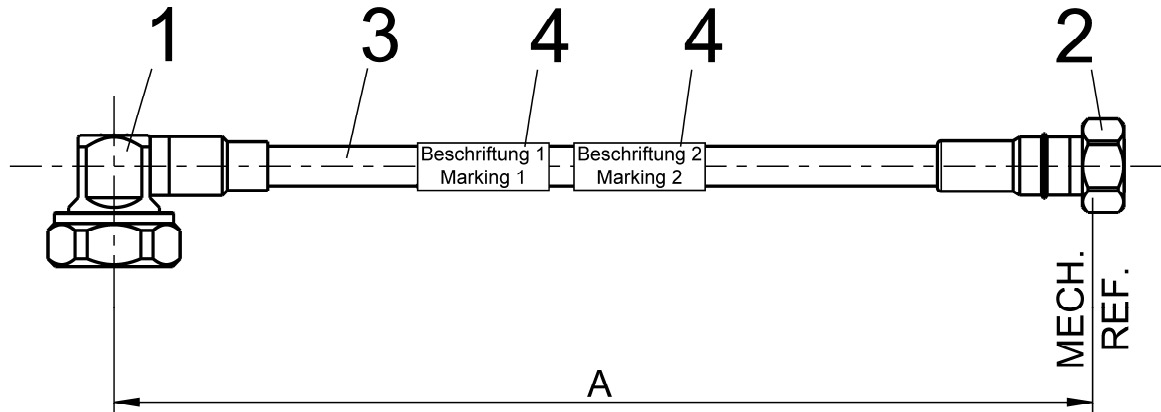 1
3
4
4
2
Beschriftung 1
Marking 1
Beschriftung 2
Marking 2
MECH.
REF.
A